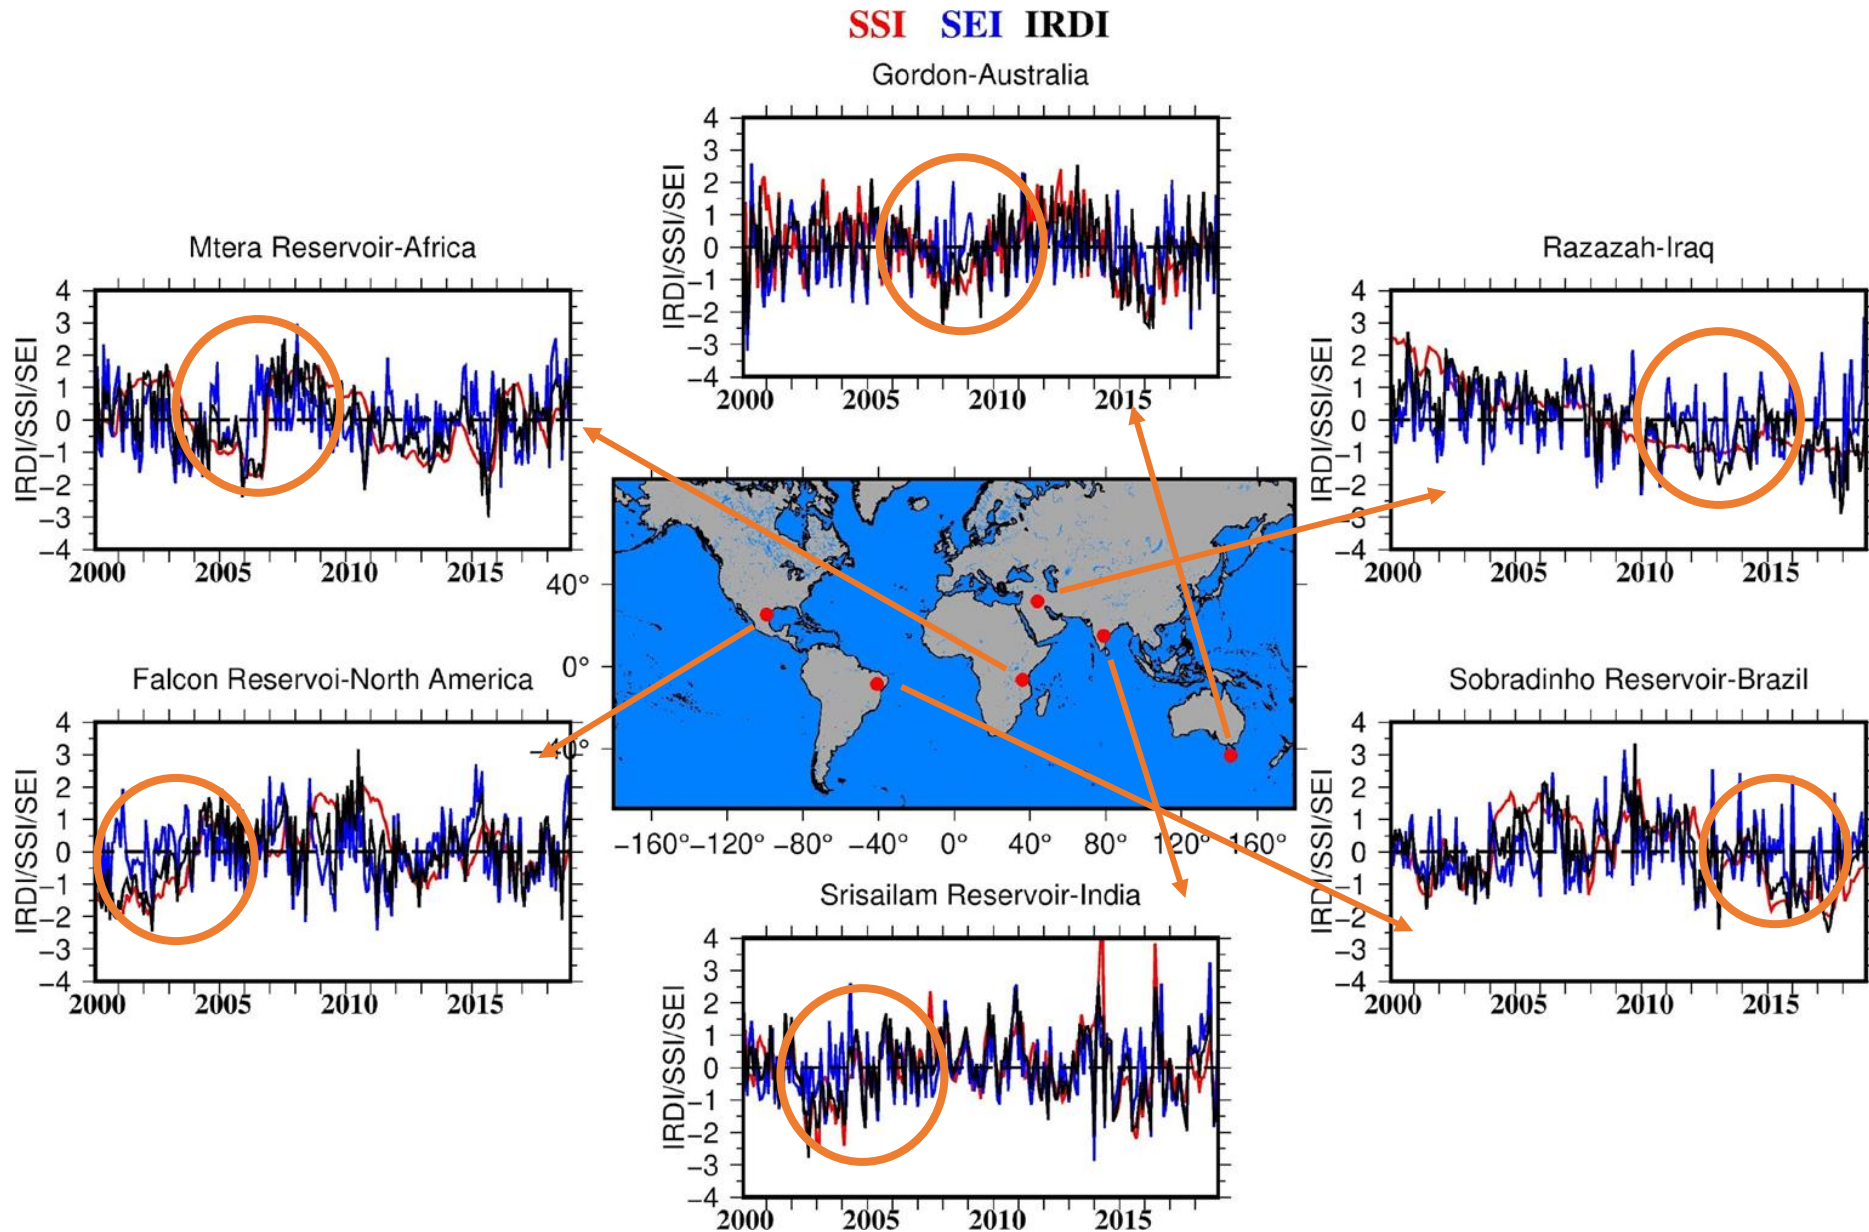 SSI SEI IRDI
Gordon-Australia
IRDI/SSI/SEI
4
3
2
1
0
−1
−2
−3
−4
2000 2005 2010 2015
Mtera Reservoir-Africa
IRDI/SSI/SEI
4
3
2
1
0
−1
−2
−3
−4
2000 2005 2010 2015
Razazah-Iraq
IRDI/SSI/SEI
4
3
2
1
0
−1
−2
−3
−4
2000 2005 2010 2015
40°
0°
−40°
−160° −120° −80° −40° 0° 40° 80° 120° 160°
Falcon Reservoi-North America
IRDI/SSI/SEI
4
3
2
1
0
−1
−2
−3
−4
2000 2005 2010 2015
Sobradinho Reservoir-Brazil
IRDI/SSI/SEI
4
3
2
1
0
−1
−2
−3
−4
2000 2005 2010 2015
Srisailam Reservoir-India
IRDI/SSI/SEI
4
3
2
1
0
−1
−2
−3
−4
2000 2005 2010 2015